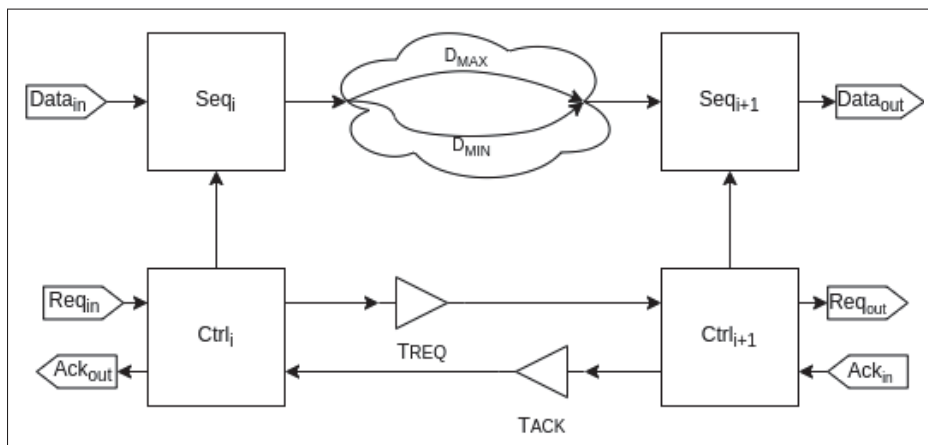 D_MAX
Data_in
Seq_i
Seq_i+1
Data_out
D_MIN
Req_in
Req_out
Ctrl_i
Ctrl_i+1
TREQ
Ack_out
Ack_in
TACK